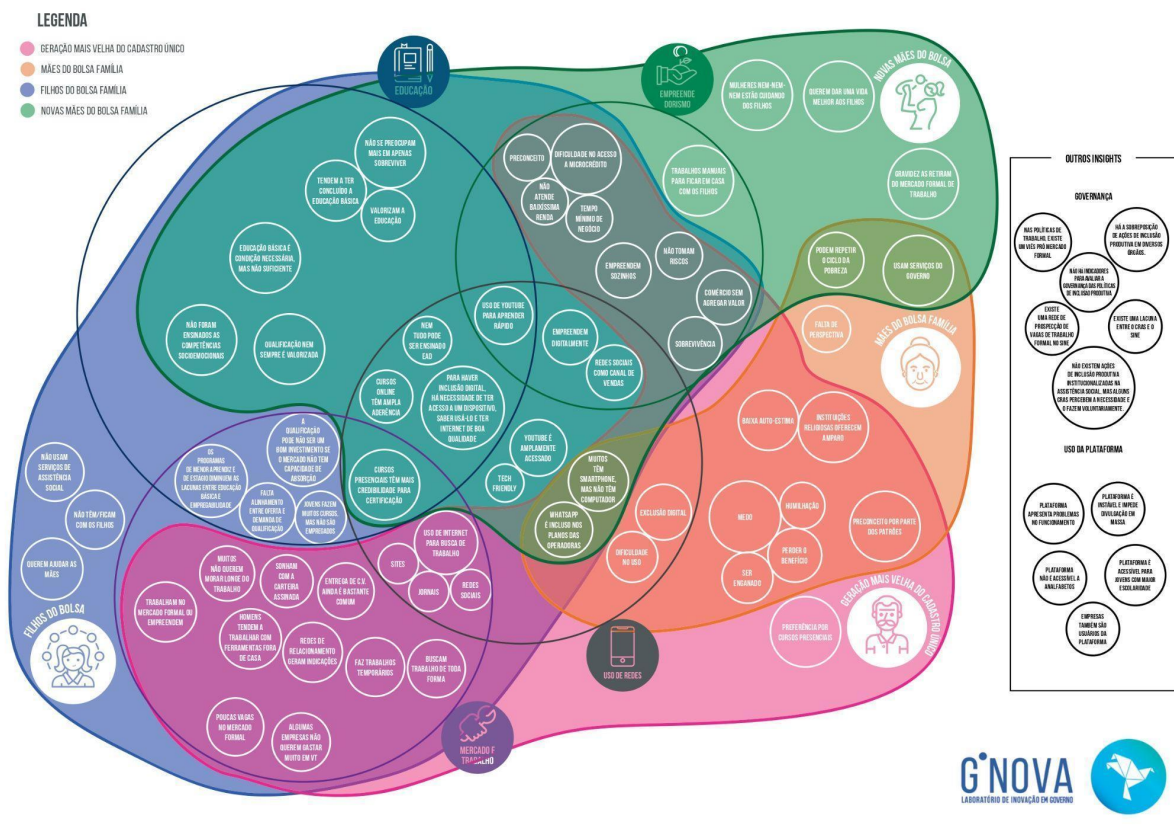 LEGENDA
GERAÇÃO MAIS VELHA DO CADASTRO ÚNICO
MÃES DO BOLSA FAMÍLIA
FILHOS DO BOLSA FAMÍLIA
NOVAS MÃES DO BOLSA FAMÍLIA
EDUCAÇÃO
EMPREENDE
DORISMO
MULHERES NEM-NEM-
NEM ESTÃO CUIDANDO
DOS FILHOS
QUEREM DAR UMA VIDA
MELHOR AOS FILHOS
NOVAS MÃES DO BOLSA
GRAVIDEZ AS RETIRAM
DO MERCADO FORMAL DE
TRABALHO
TRABALHOS MANUAIS
PARA FICAR EM CASA
COM OS FILHOS
NÃO SE PREOCUPAM
MAIS EM APENAS
SOBREVIVER
TENDEM A TER
CONCLUÍDO A
EDUCAÇÃO BÁSICA
VALORIZAM A
EDUCAÇÃO
PRECONCEITO
DIFICULDADE NO ACESSO
A MICROCRÉDITO
NÃO
ATENDE
BAIXÍSSIMA
RENDA
TEMPO
MÍNIMO DE
NEGÓCIO
EDUCAÇÃO BÁSICA É
CONDIÇÃO NECESSÁRIA,
MAS NÃO SUFICIENTE
EMPREENDEM
SOZINHOS
NÃO TOMAM
RISCOS
COMÉRCIO SEM
AGREGAR VALOR
SOBREVIVÊNCIA
PODEM REPETIR
O CICLO DA
POBREZA
USAM SERVIÇOS DO
GOVERNO
NÃO FORAM
ENSINADOS AS
COMPETÊNCIAS
SOCIOEMOCIONAIS
QUALIFICAÇÃO NEM
SEMPRE É VALORIZADA
NEM
TUDO PODE
SER ENSINADO
EAD
USO DE YOUTUBE
PARA APRENDER
RÁPIDO
EMPREENDEM
DIGITALMENTE
REDES SOCIAIS
COMO CANAL DE
VENDAS
FALTA DE
PERSPECTIVA
MÃES DO BOLSA FAMÍLIA
CURSOS
ONLINE
TÊM AMPLA
ADERÊNCIA
PARA HAVER
INCLUSÃO DIGITAL,
HÁ NECESSIDADE DE TER
ACESSO A UM DISPOSITIVO,
SABER USÁ-LO E TER
INTERNET DE BOA
QUALIDADE
BAIXA AUTO-ESTIMA
INSTITUIÇÕES
RELIGIOSAS OFERECEM
AMPARO
YOUTUBE É
AMPLAMENTE
ACESSADO
TECH
FRIENDLY
CURSOS
PRESENCIAIS TÊM MAIS
CREDIBILIDADE PARA
CERTIFICAÇÃO
MUITOS
TÊM
SMARTPHONE,
MAS NÃO TÊM
COMPUTADOR
WHATSAPP
É INCLUSO NOS
PLANOS DAS
OPERADORAS
EXCLUSÃO DIGITAL
DIFICULDADE
NO USO
MEDO
HUMILHAÇÃO
PERDER O
BENEFÍCIO
SER
ENGANADO
PRECONCEITO POR PARTE
DOS PATRÕES
PREFERÊNCIA POR
CURSOS PRESENCIAIS
GERAÇÃO MAIS VELHA DO CADASTRO ÚNICO
NÃO USAM
SERVIÇOS DE
ASSISTÊNCIA
SOCIAL
NÃO TÊM/FICAM
COM OS FILHOS
QUEREM AJUDAR AS
MÃES
FILHOS DO BOLSA
OS
PROGRAMAS
DE MENOR APRENDIZ E
DE ESTÁGIO DIMINUEM AS
LACUNAS ENTRE EDUCAÇÃO
BÁSICA E
EMPREGABILIDADE
A
QUALIFICAÇÃO
PODE NÃO SER UM
BOM INVESTIMENTO SE
O MERCADO NÃO TEM
CAPACIDADE DE
ABSORÇÃO
FALTA
ALINHAMENTO
ENTRE OFERTA E
DEMANDA DE
QUALIFICAÇÃO
JOVENS FAZEM
MUITOS CURSOS,
MAS NÃO SÃO
EMPREGADOS
USO DE INTERNET
PARA BUSCA DE
TRABALHO
SITES
JORNAIS
REDES
SOCIAIS
MUITOS
NÃO QUEREM
MORAR LONGE DO
TRABALHO
SONHAM
COM A
CARTEIRA
ASSINADA
ENTREGA DE C.V.
AINDA É BASTANTE
COMUM
TRABALHAM NO
MERCADO FORMAL OU
EMPREENDEM
HOMENS
TENDEM A
TRABALHAR COM
FERRAMENTAS FORA
DE CASA
REDES DE
RELACIONAMENTO
GERAM INDICAÇÕES
FAZ TRABALHOS
TEMPORÁRIOS
BUSCAM
TRABALHO DE TODA
FORMA
POUCAS VAGAS
NO MERCADO
FORMAL
ALGUMAS
EMPRESAS NÃO
QUEREM GASTAR
MUITO EM VT
MERCADO E
TRABALHO
USO DE REDES
OUTROS INSIGHTS
GOVERNANÇA
NAS POLÍTICAS DE
TRABALHO, EXISTE
UM VIÉS PRÓ MERCADO
FORMAL
HÁ A SOBREPOSIÇÃO
DE AÇÕES DE INCLUSÃO
PRODUTIVA EM DIVERSOS
ÓRGÃOS.
NÃO HÁ INDICADORES
PARA AVALIAR A
GOVERNANÇA DAS POLÍTICAS
DE INCLUSÃO PRODUTIVA.
EXISTE
UMA REDE DE
PROSPECÇÃO DE
VAGAS DE TRABALHO
FORMAL NO SINE
EXISTE UMA LACUNA
ENTRE O CRAS E O
SINE
NÃO EXISTEM AÇÕES
DE INCLUSÃO PRODUTIVA
INSTITUCIONALIZADAS NA
ASSISTÊNCIA SOCIAL, MAS ALGUNS
CRAS PERCEBEM A NECESSIDADE E
O FAZEM VOLUNTARIAMENTE.
USO DA PLATAFORMA
PLATAFORMA
APRESENTA PROBLEMAS
NO FUNCIONAMENTO
PLATAFORMA É
INSTÁVEL E IMPEDE
DIVULGAÇÃO EM
MASSA
PLATAFORMA
NÃO É ACESSÍVEL A
ANALFABETOS
PLATAFORMA É
ACESSÍVEL PARA
JOVENS COM MAIOR
ESCOLARIDADE
EMPRESAS
TAMBÉM SÃO
USUÁRIOS DA
PLATAFORMA
G'NOVA
LABORATÓRIO DE INOVAÇÃO EM GOVERNO